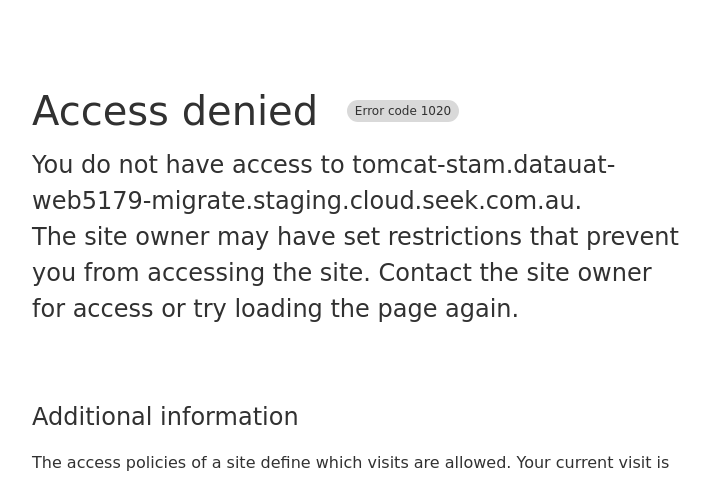 Access denied Error code 1020
You do not have access to tomcat-stam.datauat-
web5179-migrate.staging.cloud.seek.com.au.
The site owner may have set restrictions that prevent
you from accessing the site. Contact the site owner
for access or try loading the page again.
Additional information
The access policies of a site define which visits are allowed. Your current visit is